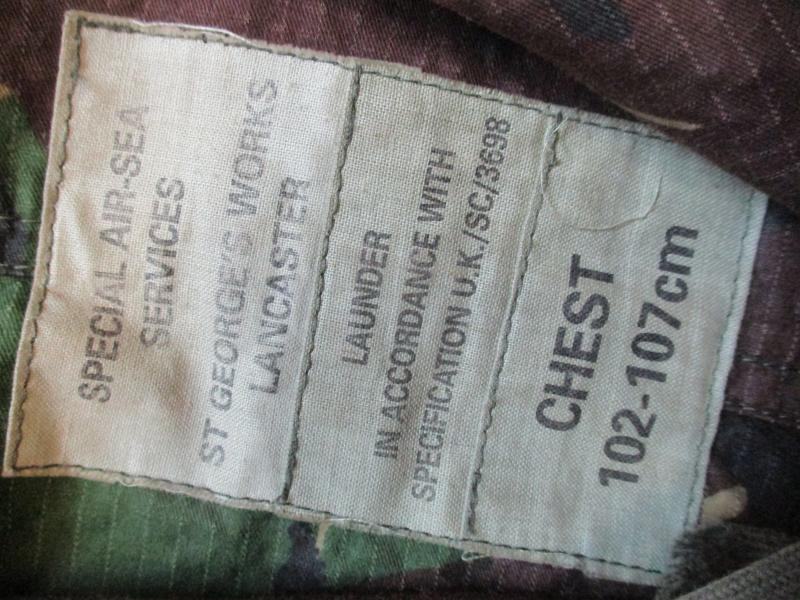 SPECIAL AIR-SEA
SERVICES
ST GEORGE'S WORKS
LANCASTER
LAUNDER
IN ACCORDANCE WITH
SPECIFICATION U.K./SC/3698
CHEST
102-107cm